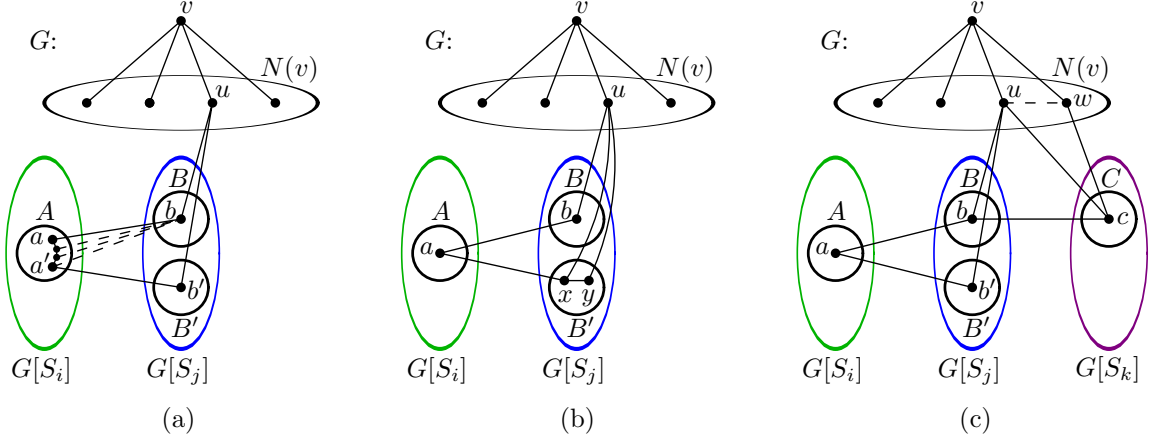 v
G:
N(v)
u
A
B
a
a′
b
b′
B′
G[S_i]
G[S_j]
(a)
v
G:
N(v)
u
A
B
a
b
x
y
B′
G[S_i]
G[S_j]
(b)
v
G:
N(v)
u
w
A
B
C
a
b
c
b′
B′
G[S_i]
G[S_j]
G[S_k]
(c)